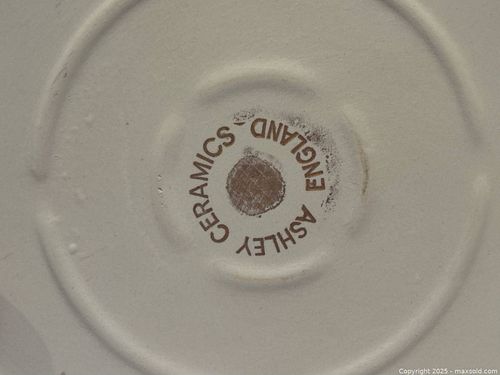 ASHLEY CERAMICS
ENGLAND
Copyright 2025 - maxsold.com